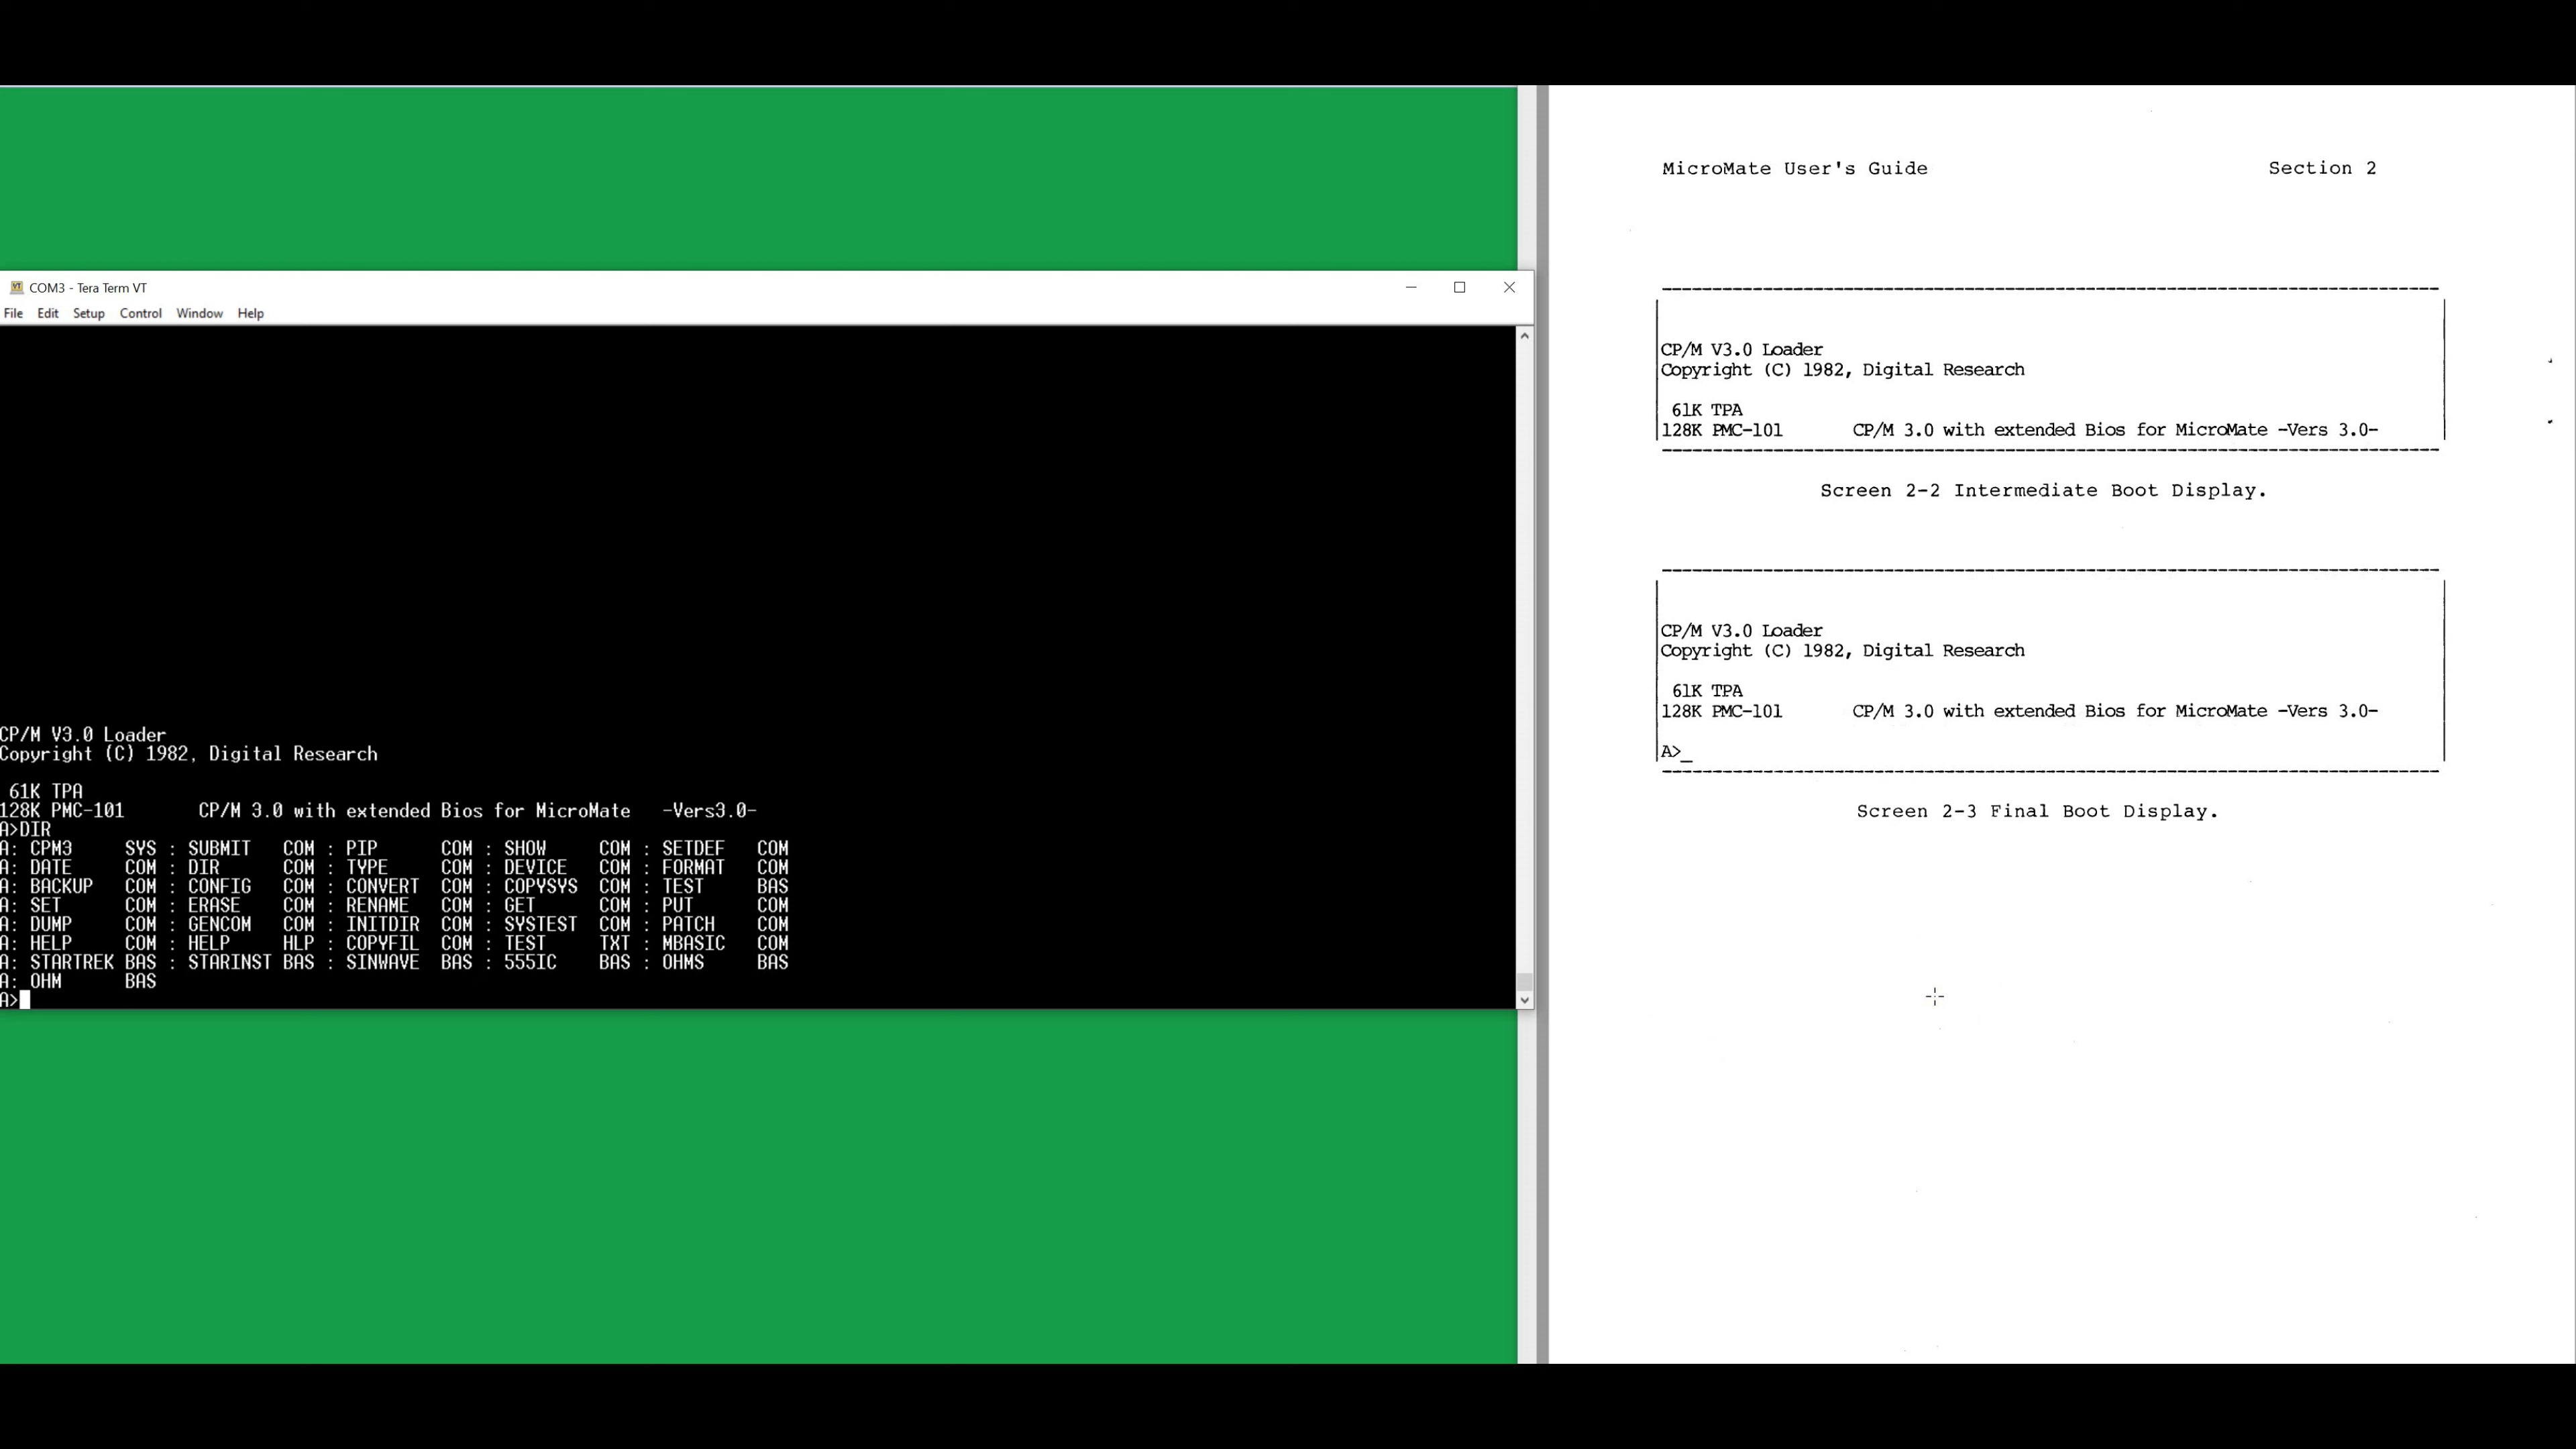 COM3 - Tera Term VT
File Edit Setup Control Window Help
CP/M V3.0 Loader
Copyright (C) 1982, Digital Research
61K TPA
128K PMC-101 CP/M 3.0 with extended Bios for MicroMate -Vers3.0-
A>DIR
A: CPM3 SYS : SUBMIT COM : PIP COM : SHOW COM : SETDEF COM
A: DATE COM : DIR COM : TYPE COM : DEVICE COM : FORMAT COM
A: BACKUP COM : CONFIG COM : CONVERT COM : COPYSYS COM : TEST BAS
A: SET COM : ERASE COM : RENAME COM : GET COM : PUT COM
A: DUMP COM : GENCOM COM : INITDIR COM : SYSTEST COM : PATCH COM
A: HELP COM : HELP HLP : COPYFIL COM : TEST TXT : MBASIC COM
A: STARTREK BAS : STARINST BAS : SINWAVE BAS : 555IC BAS : OHMS BAS
A: OHM BAS
A>
MicroMate User's Guide Section 2
CP/M V3.0 Loader
Copyright (C) 1982, Digital Research
61K TPA
128K PMC-101 CP/M 3.0 with extended Bios for MicroMate -Vers 3.0-
Screen 2-2 Intermediate Boot Display.
CP/M V3.0 Loader
Copyright (C) 1982, Digital Research
61K TPA
128K PMC-101 CP/M 3.0 with extended Bios for MicroMate -Vers 3.0-
A>_
Screen 2-3 Final Boot Display.